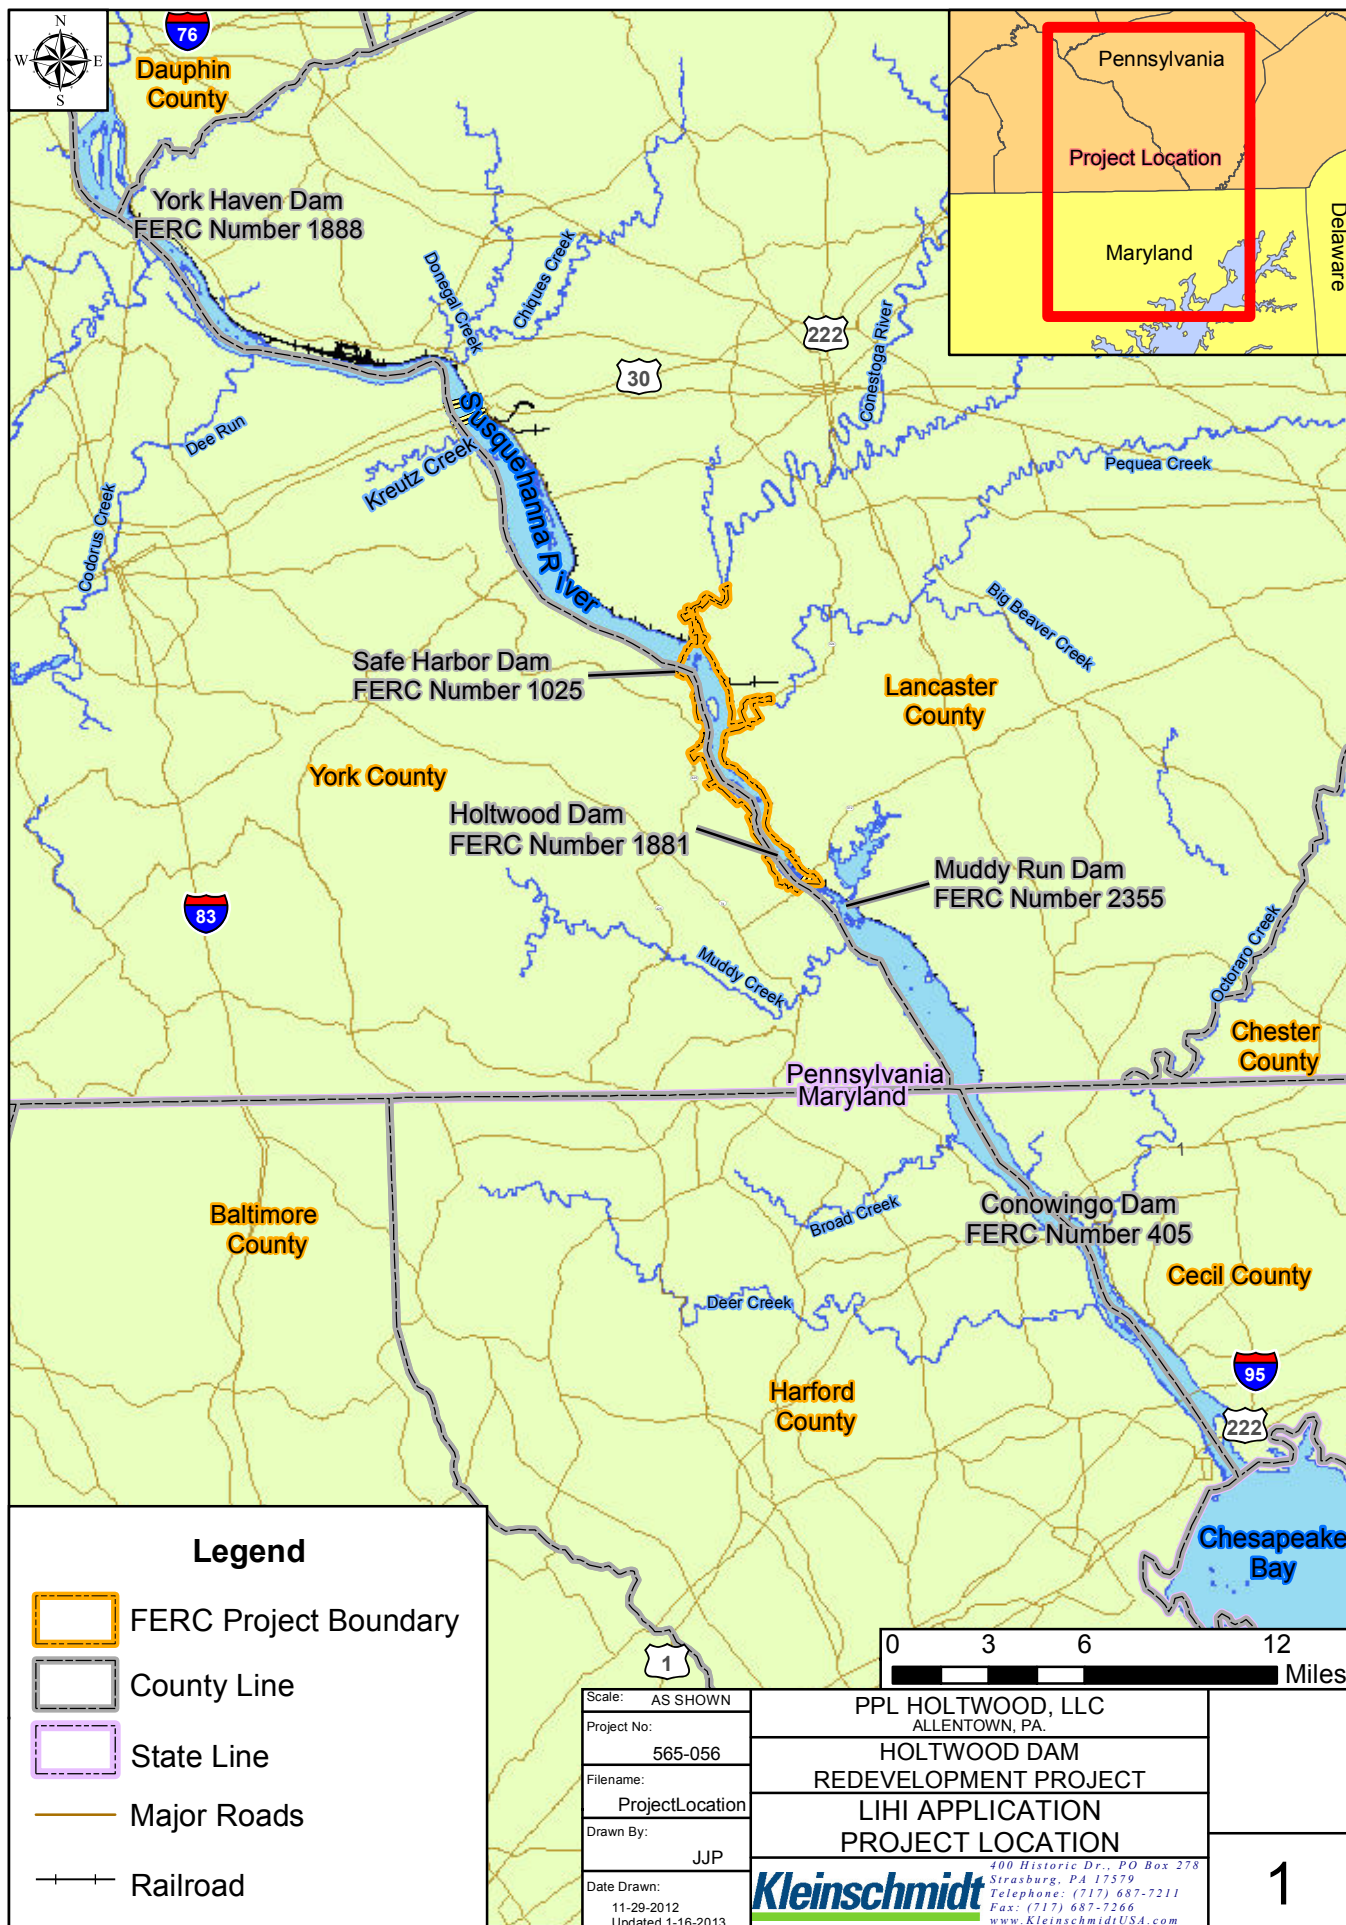 N
W
E
S
76
Dauphin
County
Pennsylvania
Project Location
Maryland
Delaware
York Haven Dam
FERC Number 1888
Donegal Creek
Chiques Creek
222
30
Conestoga River
Susquehanna River
Dee Run
Kreutz Creek
Pequea Creek
Codorus Creek
Big Beaver Creek
Safe Harbor Dam
FERC Number 1025
Lancaster
County
York County
Holtwood Dam
FERC Number 1881
Muddy Run Dam
FERC Number 2355
83
Muddy Creek
Octoraro Creek
Chester
County
Pennsylvania
Maryland
Baltimore
County
Broad Creek
Conowingo Dam
FERC Number 405
Cecil County
Deer Creek
95
Harford
County
222
Chesapeake
Bay
1
Legend
FERC Project Boundary
County Line
State Line
Major Roads
Railroad
0 3 6 12
Miles
Scale: AS SHOWN
Project No:
565-056
Filename:
ProjectLocation
Drawn By:
JJP
Date Drawn:
11-29-2012
Updated 1-16-2013
PPL HOLTWOOD, LLC
ALLENTOWN, PA.
HOLTWOOD DAM
REDEVELOPMENT PROJECT
LIHI APPLICATION
PROJECT LOCATION
Kleinschmidt
400 Historic Dr., PO Box 278
Strasburg, PA 17579
Telephone: (717) 687-7211
Fax: (717) 687-7266
www.KleinschmidtUSA.com
1